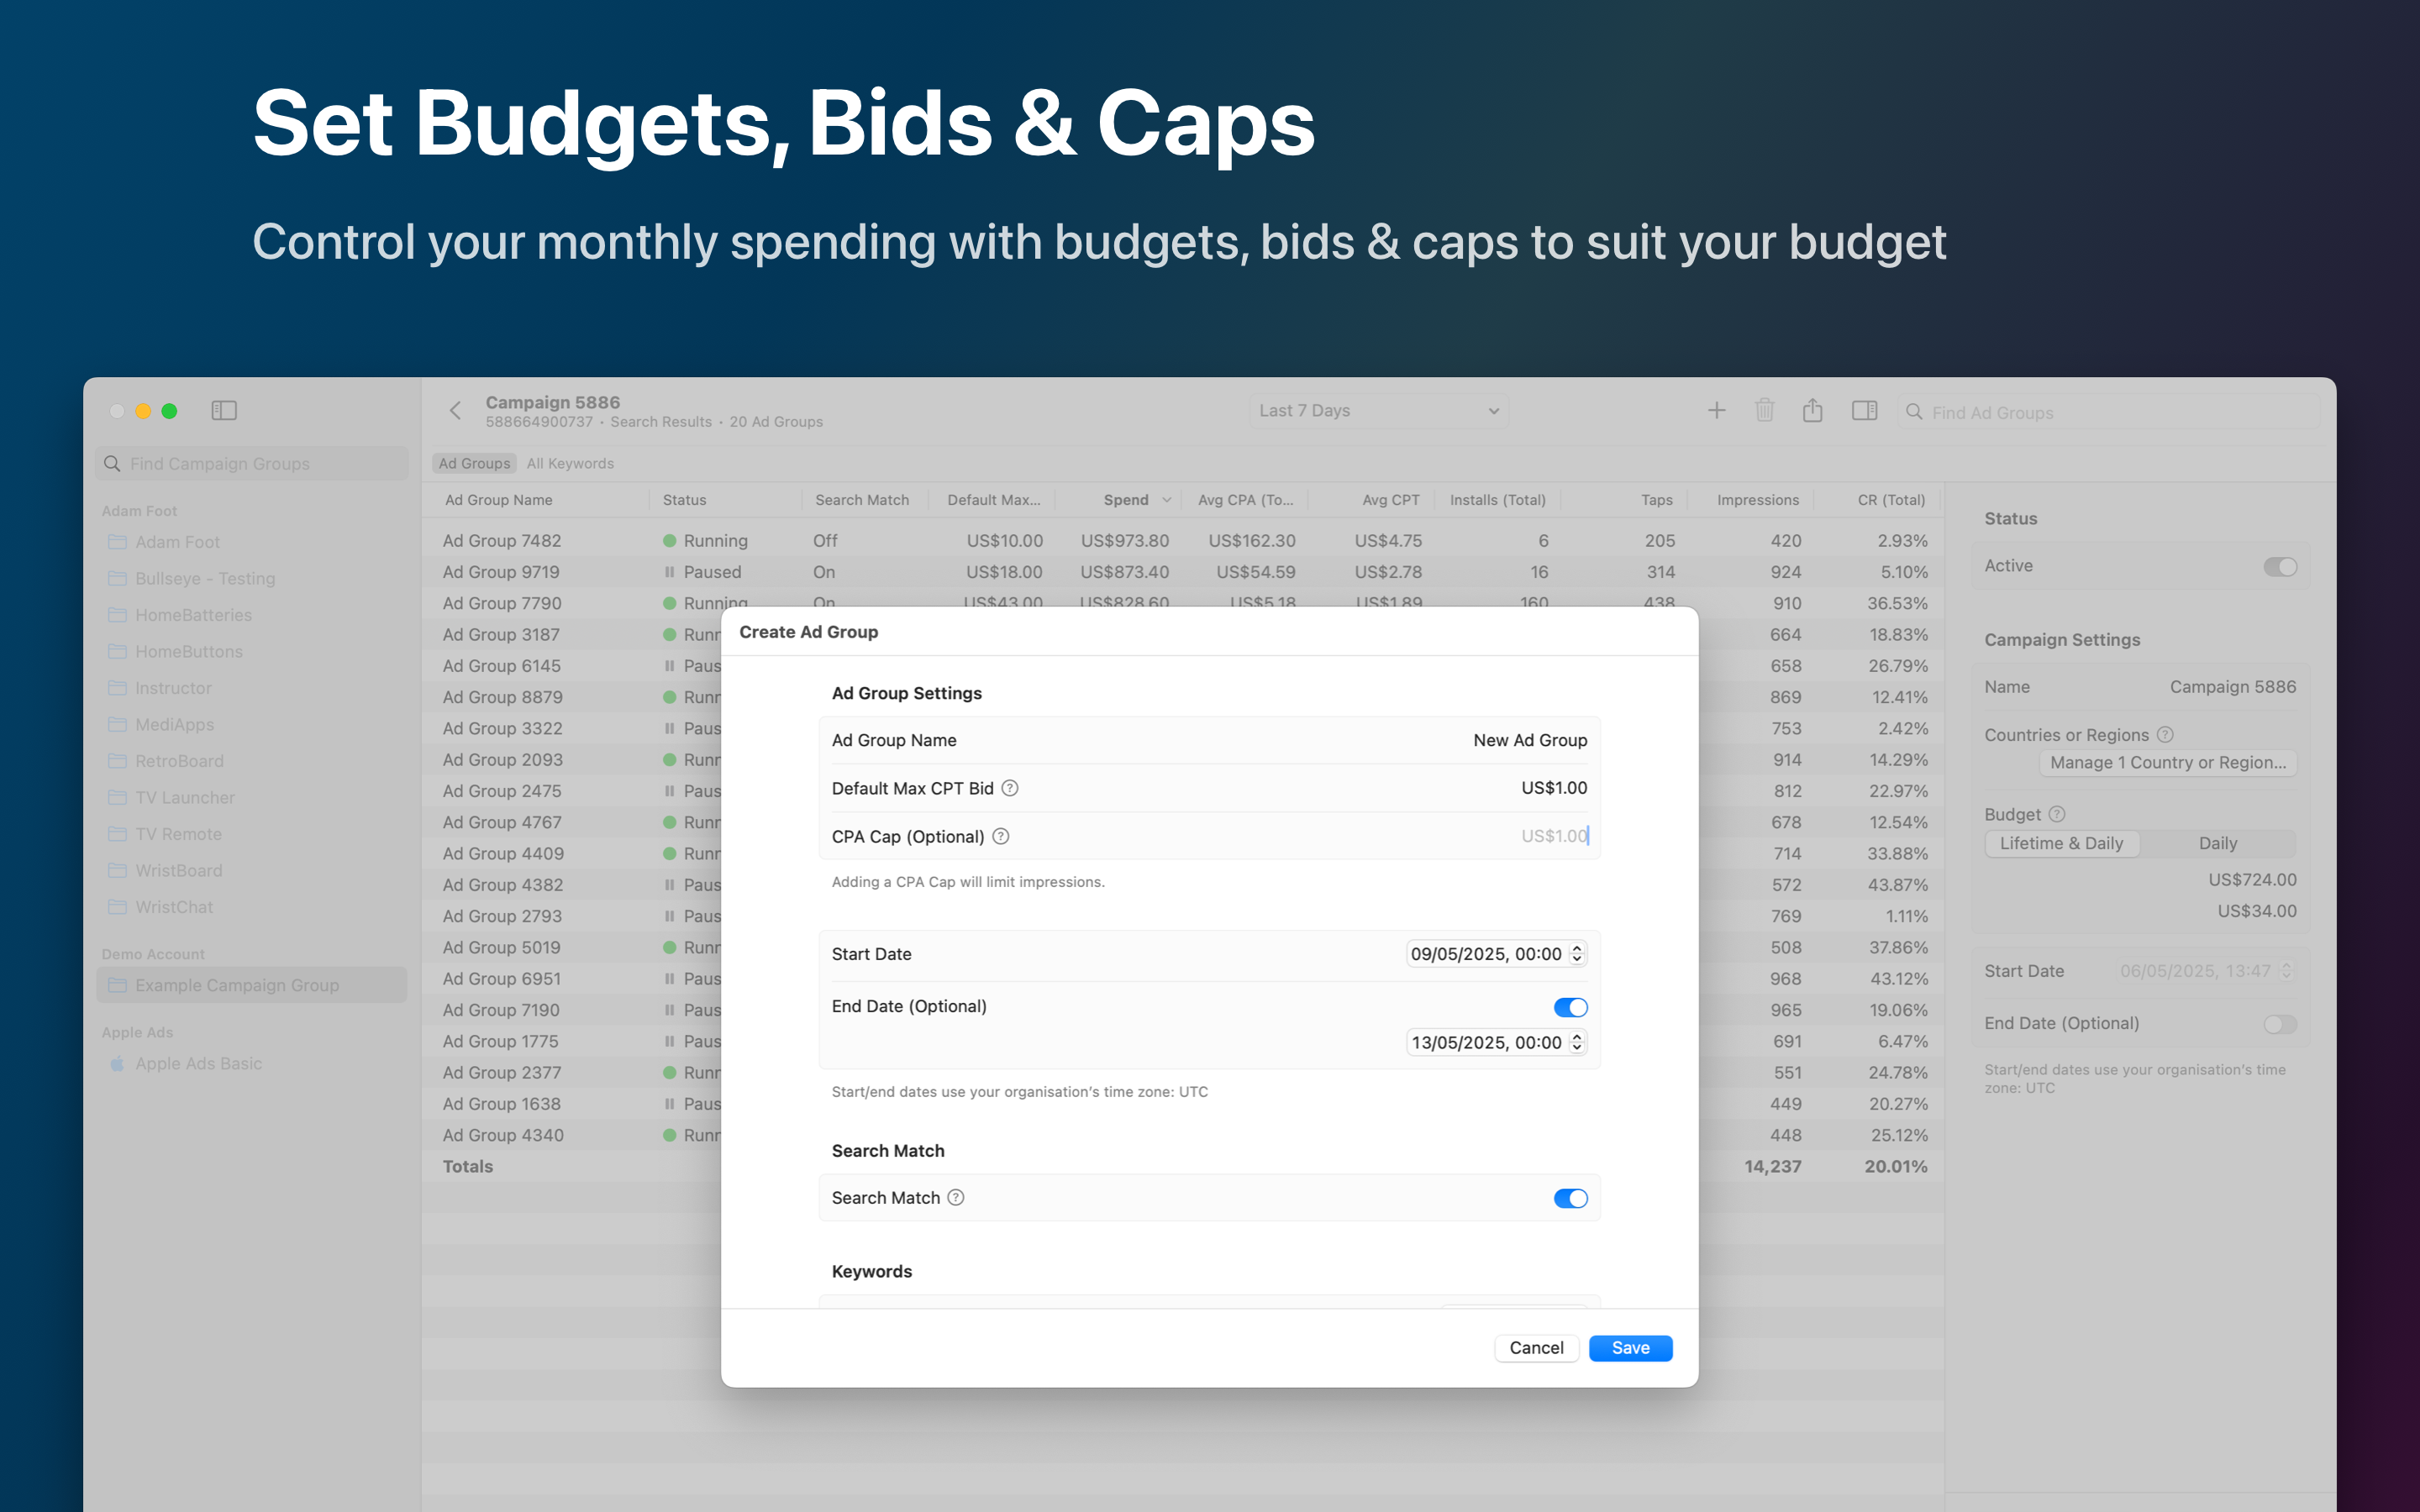 Set Budgets, Bids & Caps
Control your monthly spending with budgets, bids & caps to suit your budget
Find Campaign Groups
Adam Foot
Adam Foot
Bullseye - Testing
HomeBatteries
HomeButtons
Instructor
MediApps
RetroBoard
TV Launcher
TV Remote
WristBoard
WristChat
Demo Account
Example Campaign Group
Apple Ads
Apple Ads Basic
Campaign 5886
588664900737 • Search Results • 20 Ad Groups
Last 7 Days
Find Ad Groups
Ad Groups All Keywords
Ad Group Name Status Search Match Default Max... Spend Avg CPA (To... Avg CPT Installs (Total) Taps Impressions CR (Total)
Ad Group 7482 Running Off US$10.00 US$973.80 US$162.30 US$4.75 6 205 420 2.93%
Ad Group 9719 Paused On US$18.00 US$873.40 US$54.59 US$2.78 16 314 924 5.10%
Ad Group 7790 Running On US$43.00 US$828.60 US$5.18 US$1.89 160 438 910 36.53%
Ad Group 3187 Runn 664 18.83%
Ad Group 6145 Paus 658 26.79%
Ad Group 8879 Runn 869 12.41%
Ad Group 3322 Paus 753 2.42%
Ad Group 2093 Runn 914 14.29%
Ad Group 2475 Paus 812 22.97%
Ad Group 4767 Runn 678 12.54%
Ad Group 4409 Runn 714 33.88%
Ad Group 4382 Paus 572 43.87%
Ad Group 2793 Paus 769 1.11%
Ad Group 5019 Runn 508 37.86%
Ad Group 6951 Paus 968 43.12%
Ad Group 7190 Paus 965 19.06%
Ad Group 1775 Paus 691 6.47%
Ad Group 2377 Runn 551 24.78%
Ad Group 1638 Paus 449 20.27%
Ad Group 4340 Runn 448 25.12%
Totals 14,237 20.01%
Create Ad Group
Ad Group Settings
Ad Group Name New Ad Group
Default Max CPT Bid ? US$1.00
CPA Cap (Optional) ? US$1.00
Adding a CPA Cap will limit impressions.
Start Date 09/05/2025, 00:00
End Date (Optional)
13/05/2025, 00:00
Start/end dates use your organisation's time zone: UTC
Search Match
Search Match ?
Keywords
Cancel Save
Status
Active
Campaign Settings
Name Campaign 5886
Countries or Regions ?
Manage 1 Country or Region...
Budget ?
Lifetime & Daily Daily
US$724.00
US$34.00
Start Date 06/05/2025, 13:47
End Date (Optional)
Start/end dates use your organisation's time
zone: UTC